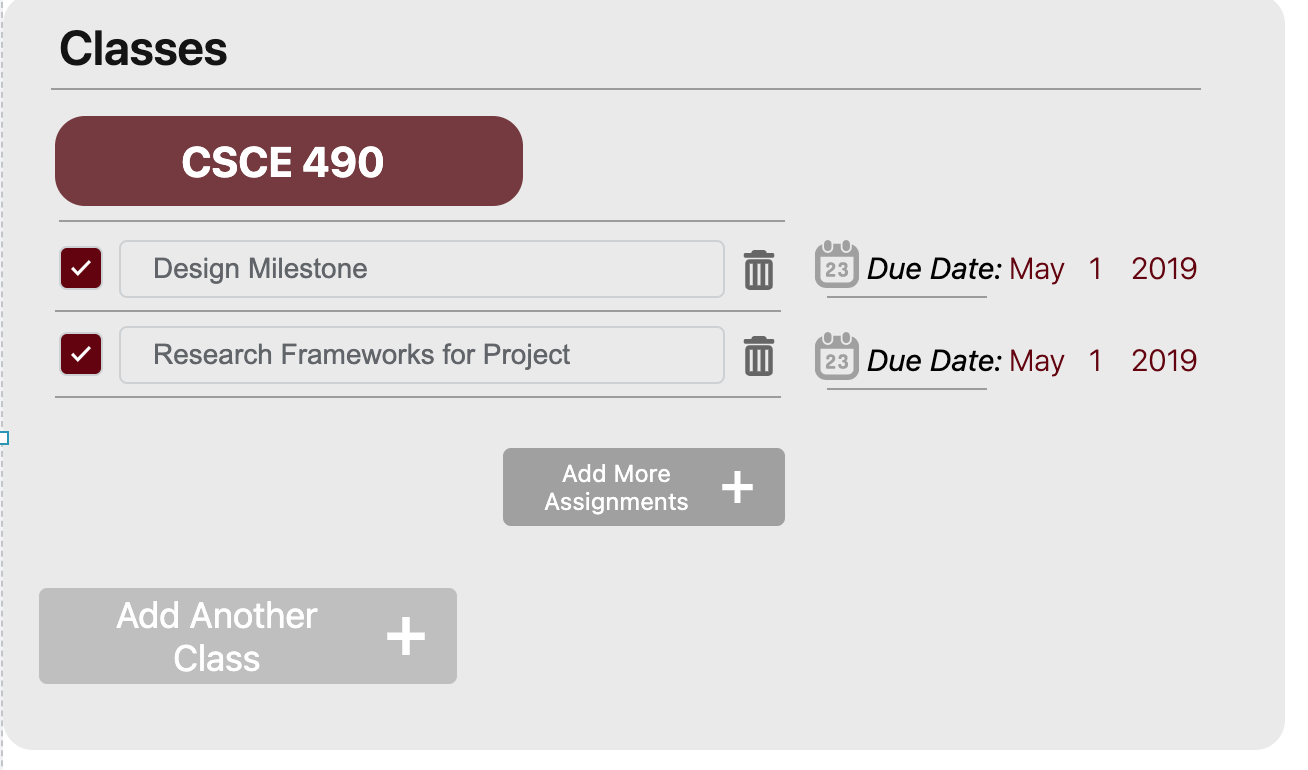 Classes
CSCE 490
Design Milestone
23 Due Date: May 1 2019
Research Frameworks for Project
23 Due Date: May 1 2019
Add More
Assignments
Add Another
Class